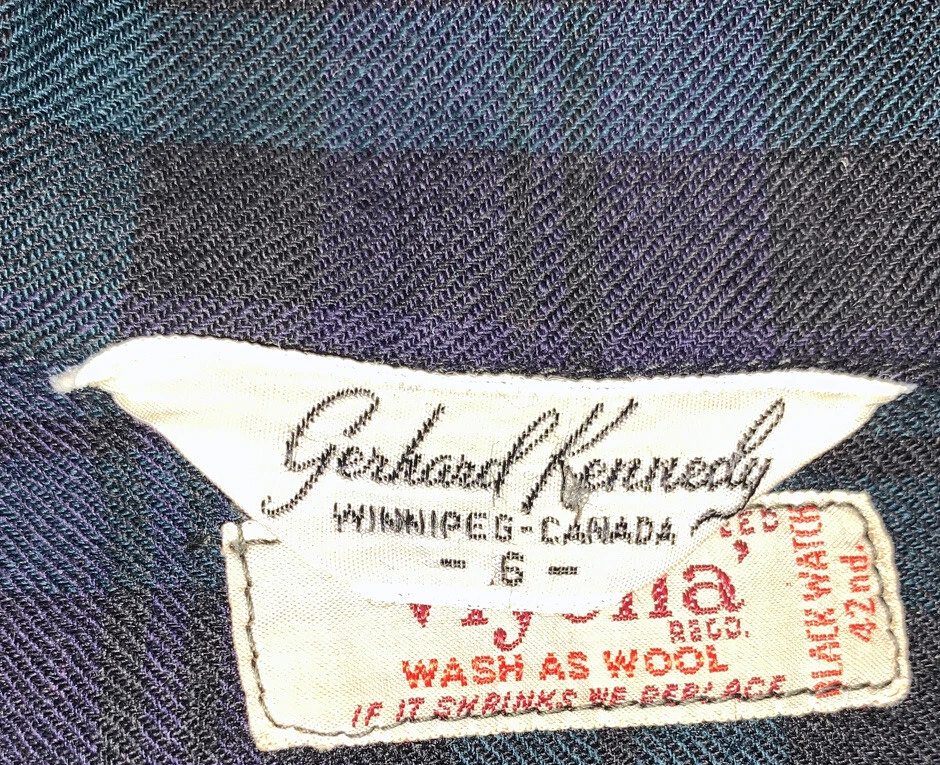 Gerhard Kennedy
WINNIPEG-CANADA
- 6 -
REGD.
WASH AS WOOL
IF IT SHRINKS WE REPLACE
BLACK WATCH
42nd.